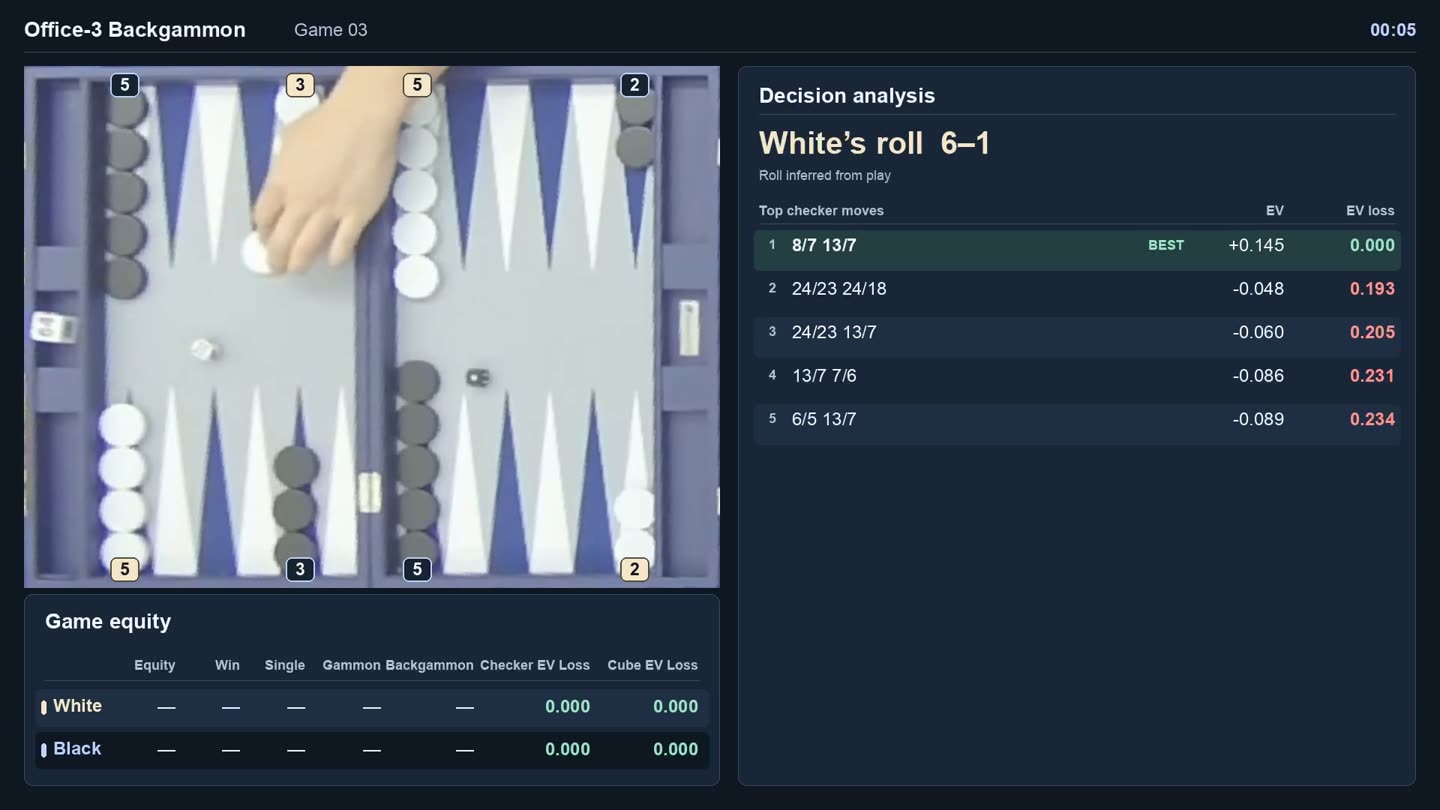 Office-3 Backgammon Game 03 00:05
5 3 5 2
5 3 5 2
Decision analysis
White’s roll 6–1
Roll inferred from play
Top checker moves EV EV loss
1 8/7 13/7 BEST +0.145 0.000
2 24/23 24/18 -0.048 0.193
3 24/23 13/7 -0.060 0.205
4 13/7 7/6 -0.086 0.231
5 6/5 13/7 -0.089 0.234
Game equity
Equity Win Single Gammon Backgammon Checker EV Loss Cube EV Loss
White — — — — — 0.000 0.000
Black — — — — — 0.000 0.000